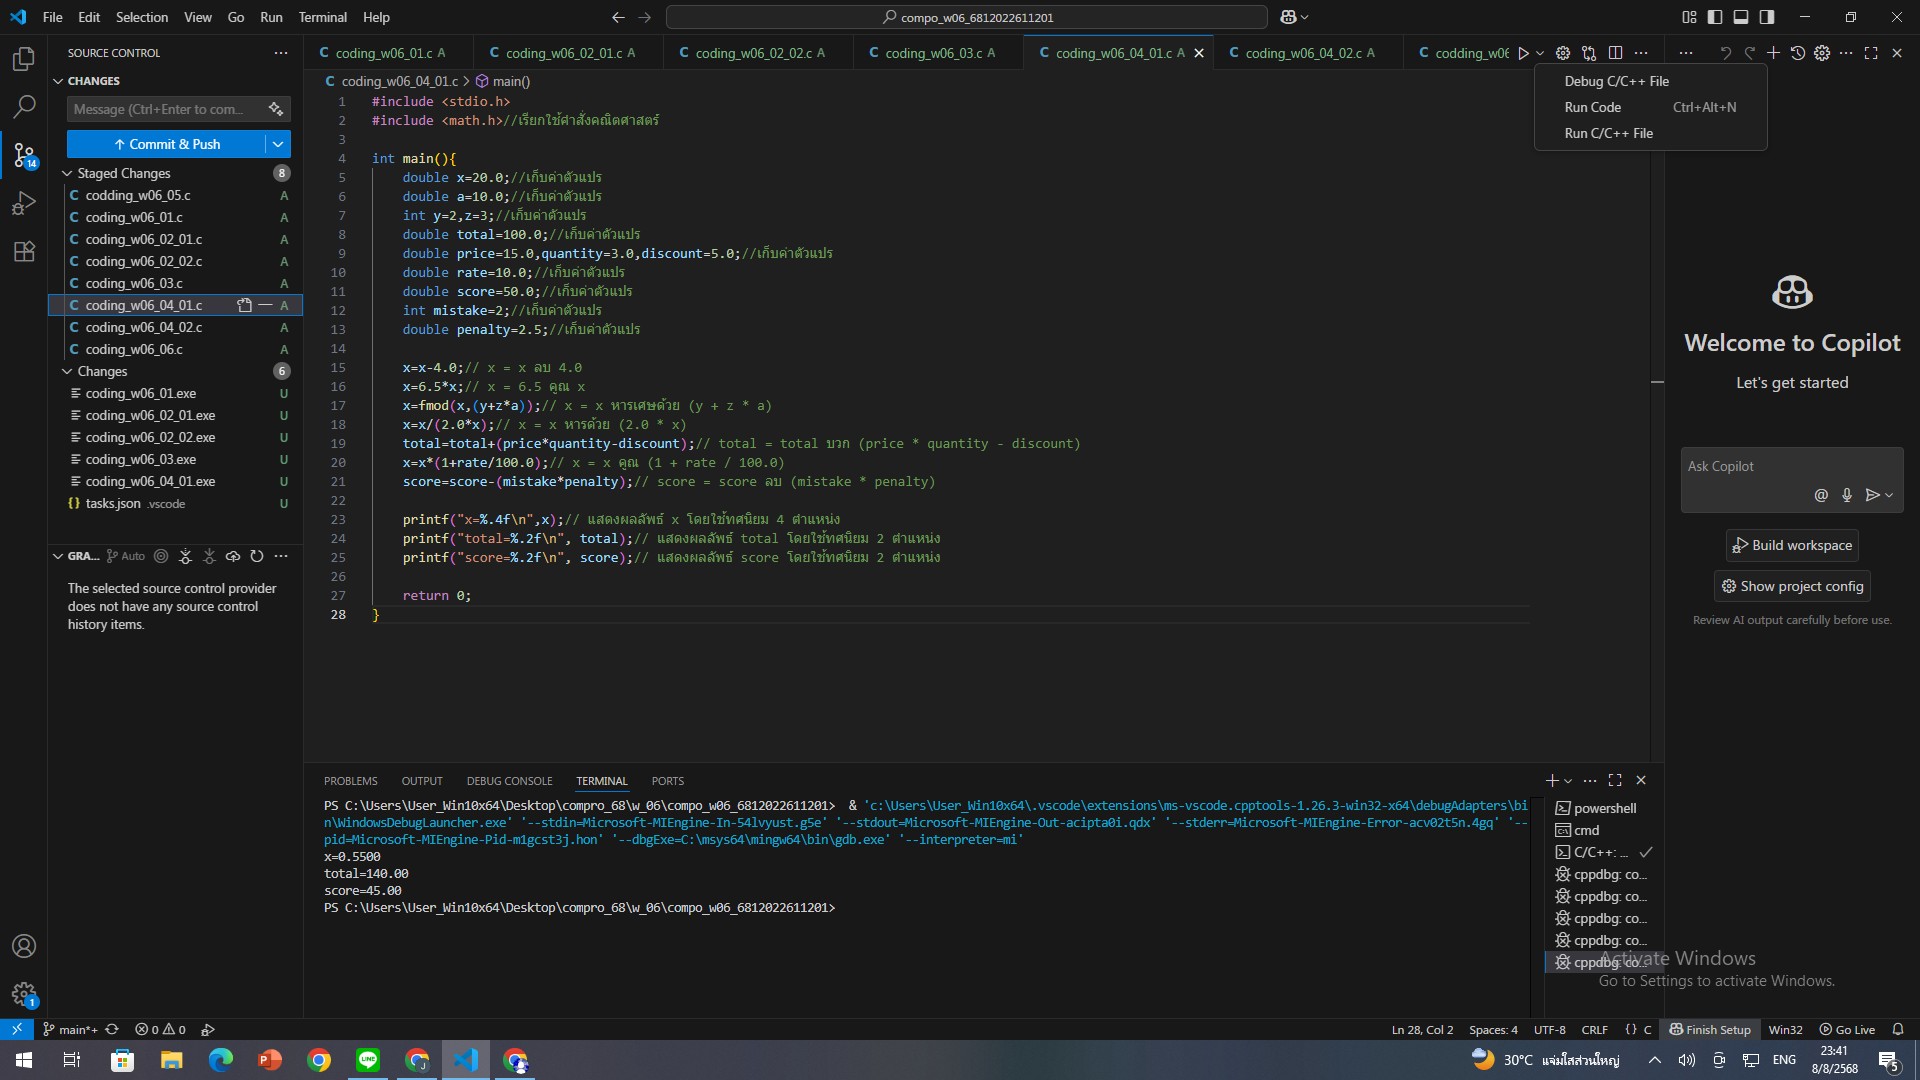 File Edit Selection View Go Run Terminal Help
compo_w06_6812022611201
SOURCE CONTROL
CHANGES
Message (Ctrl+Enter to com...
Commit & Push
Staged Changes 8
codding_w06_05.c A
coding_w06_01.c A
coding_w06_02_01.c A
coding_w06_02_02.c A
coding_w06_03.c A
coding_w06_04_01.c A
coding_w06_04_02.c A
coding_w06_06.c A
Changes 6
coding_w06_01.exe U
coding_w06_02_01.exe U
coding_w06_02_02.exe U
coding_w06_03.exe U
coding_w06_04_01.exe U
tasks.json .vscode U
14
GRA... Auto
The selected source control provider
does not have any source control
history items.
1
C coding_w06_01.c A C coding_w06_02_01.c A C coding_w06_02_02.c A C coding_w06_03.c A C coding_w06_04_01.c A C coding_w06_04_02.c A C codding_w06
C coding_w06_04_01.c > main()
1 #include <stdio.h>
2 #include <math.h>//เรียกใช้คำสั่งคณิตศาสตร์
3
4 int main(){
5 double x=20.0;//เก็บค่าตัวแปร
6 double a=10.0;//เก็บค่าตัวแปร
7 int y=2,z=3;//เก็บค่าตัวแปร
8 double total=100.0;//เก็บค่าตัวแปร
9 double price=15.0,quantity=3.0,discount=5.0;//เก็บค่าตัวแปร
10 double rate=10.0;//เก็บค่าตัวแปร
11 double score=50.0;//เก็บค่าตัวแปร
12 int mistake=2;//เก็บค่าตัวแปร
13 double penalty=2.5;//เก็บค่าตัวแปร
14
15 x=x-4.0;// x = x ลบ 4.0
16 x=6.5*x;// x = 6.5 คูณ x
17 x=fmod(x,(y+z*a));// x = x หารเศษด้วย (y + z * a)
18 x=x/(2.0*x);// x = x หารด้วย (2.0 * x)
19 total=total+(price*quantity-discount);// total = total บวก (price * quantity - discount)
20 x=x*(1+rate/100.0);// x = x คูณ (1 + rate / 100.0)
21 score=score-(mistake*penalty);// score = score ลบ (mistake * penalty)
22
23 printf("x=%.4f\n",x);// แสดงผลลัพธ์ x โดยใช้ทศนิยม 4 ตำแหน่ง
24 printf("total=%.2f\n", total);// แสดงผลลัพธ์ total โดยใช้ทศนิยม 2 ตำแหน่ง
25 printf("score=%.2f\n", score);// แสดงผลลัพธ์ score โดยใช้ทศนิยม 2 ตำแหน่ง
26
27 return 0;
28 }
Debug C/C++ File
Run Code Ctrl+Alt+N
Run C/C++ File
Welcome to Copilot
Let's get started
Ask Copilot
Build workspace
Show project config
Review AI output carefully before use.
PROBLEMS OUTPUT DEBUG CONSOLE TERMINAL PORTS
PS C:\Users\User_Win10x64\Desktop\compro_68\w_06\compo_w06_6812022611201> & 'c:\Users\User_Win10x64\.vscode\extensions\ms-vscode.cpptools-1.26.3-win32-x64\debugAdapters\bi
n\WindowsDebugLauncher.exe' '--stdin=Microsoft-MIEngine-In-54lvyust.g5e' '--stdout=Microsoft-MIEngine-Out-acipta0i.qdx' '--stderr=Microsoft-MIEngine-Error-acv02t5n.4gq' '--
pid=Microsoft-MIEngine-Pid-m1gcst3j.hon' '--dbgExe=C:\msys64\mingw64\bin\gdb.exe' '--interpreter=mi'
x=0.5500
total=140.00
score=45.00
PS C:\Users\User_Win10x64\Desktop\compro_68\w_06\compo_w06_6812022611201>
powershell
cmd
C/C++: ...
cppdbg: co...
cppdbg: co...
cppdbg: co...
cppdbg: co...
cppdbg: co...
Activate Windows
Go to Settings to activate Windows.
main*+ 0 0 Ln 28, Col 2 Spaces: 4 UTF-8 CRLF {} C Finish Setup Win32 Go Live
30°C แจ่มใสส่วนใหญ่ ENG
23:41
8/8/2568
5